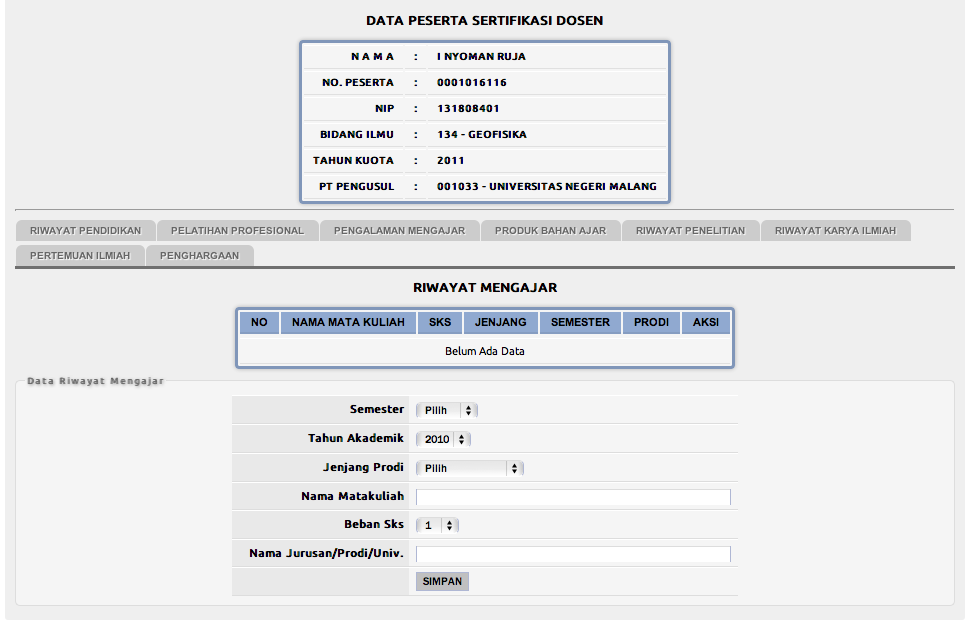 DATA PESERTA SERTIFIKASI DOSEN
N A M A : I NYOMAN RUJA
NO. PESERTA : 0001016116
NIP : 131808401
BIDANG ILMU : 134 - GEOFISIKA
TAHUN KUOTA : 2011
PT PENGUSUL : 001033 - UNIVERSITAS NEGERI MALANG
RIWAYAT PENDIDIKAN PELATIHAN PROFESIONAL PENGALAMAN MENGAJAR PRODUK BAHAN AJAR RIWAYAT PENELITIAN RIWAYAT KARYA ILMIAH
PERTEMUAN ILMIAH PENGHARGAAN
RIWAYAT MENGAJAR
NO NAMA MATA KULIAH SKS JENJANG SEMESTER PRODI AKSI
Belum Ada Data
Data Riwayat Mengajar
Semester Pilih
Tahun Akademik 2010
Jenjang Prodi Pilih
Nama Matakuliah
Beban Sks 1
Nama Jurusan/Prodi/Univ.
SIMPAN